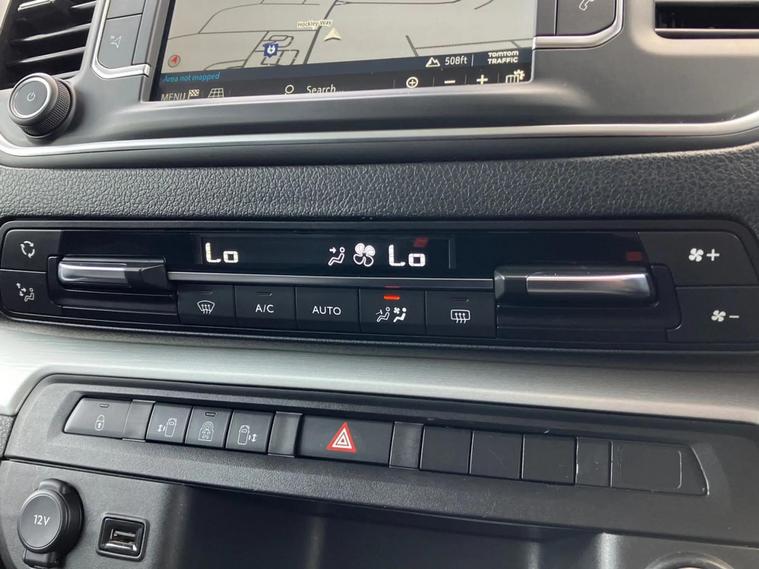 Hockley Way
508ft
TOMTOM
TRAFFIC
Area not mapped
MENU
Search...
Lo
Lo
A/C
AUTO
12V